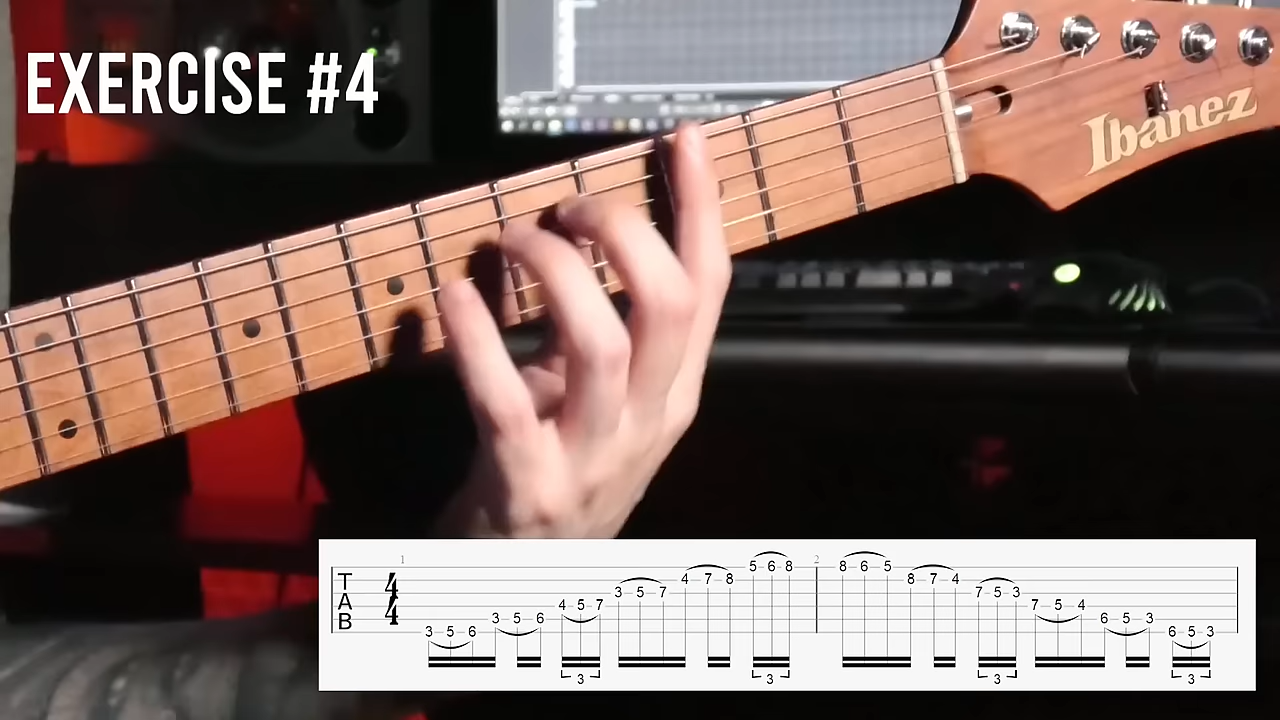 EXERCISE #4
Ibanez
1 2
5 6 8 8 6 5
T 4 7 8 8 7 4
4 3 5 7 7 5 3
A 4 5 7 7 5 4
4
B 3 5 6 6 5 3
3 5 6 6 5 3
3 3 3 3